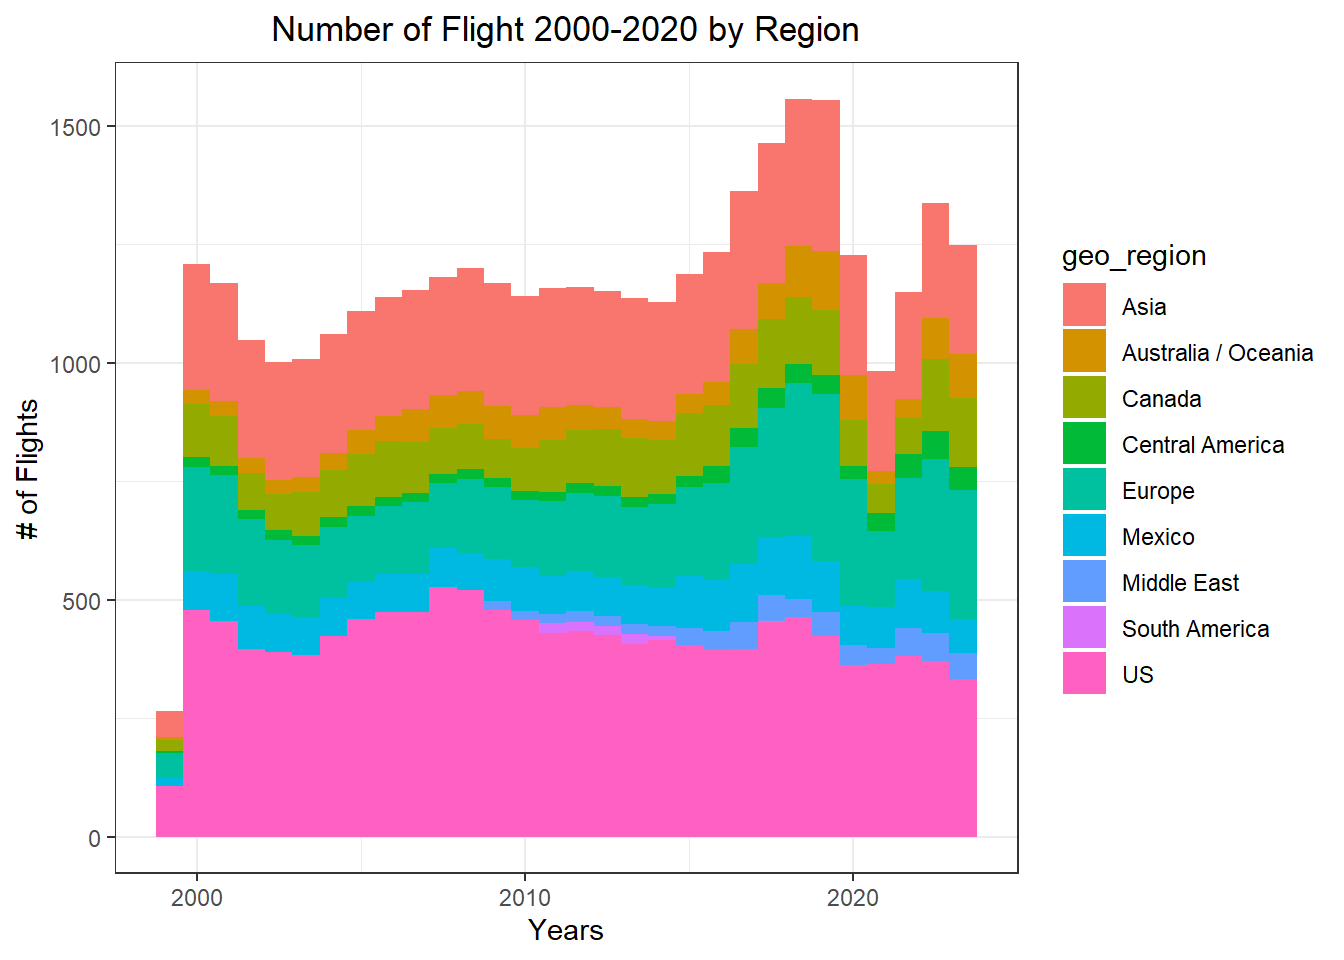 Number of Flight 2000-2020 by Region
1500
1000
500
0
# of Flights
2000
2010
2020
Years
geo_region
Asia
Australia / Oceania
Canada
Central America
Europe
Mexico
Middle East
South America
US